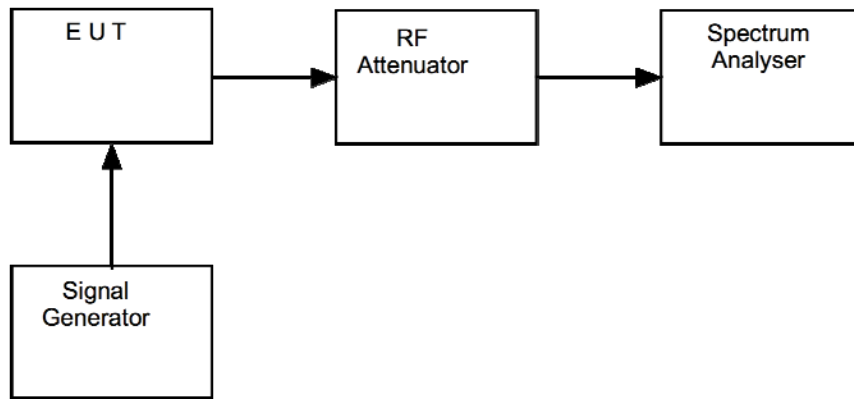 E U T
RF
Attenuator
Spectrum
Analyser
Signal
Generator